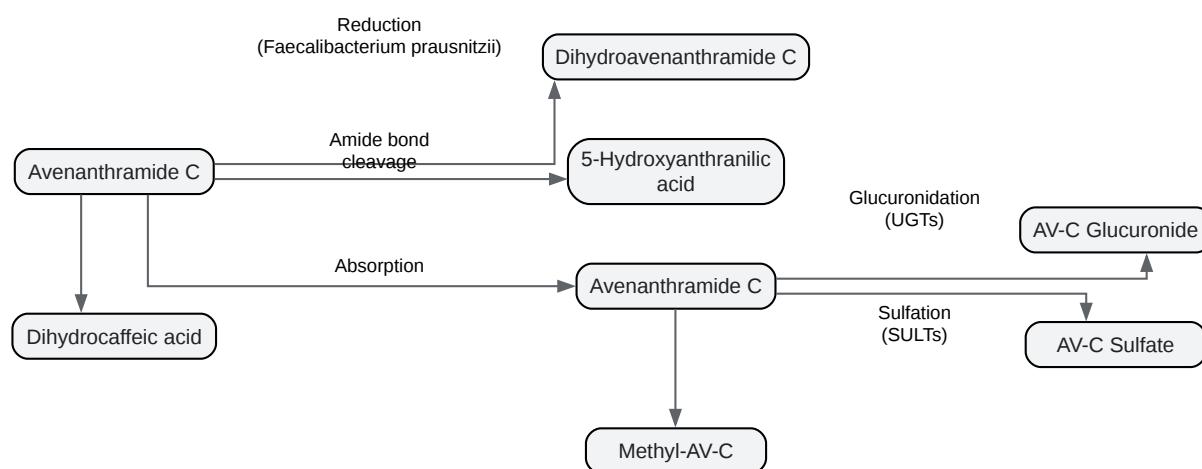 Reduction
(Faecalibacterium prausnitzii)
Dihydroavenanthramide C
Amide bond
cleavage
Avenanthramide C
5-Hydroxyanthranilic
acid
Glucuronidation
(UGTs)
AV-C Glucuronide
Absorption
Avenanthramide C
Sulfation
(SULTs)
Dihydrocaffeic acid
AV-C Sulfate
Methyl-AV-C